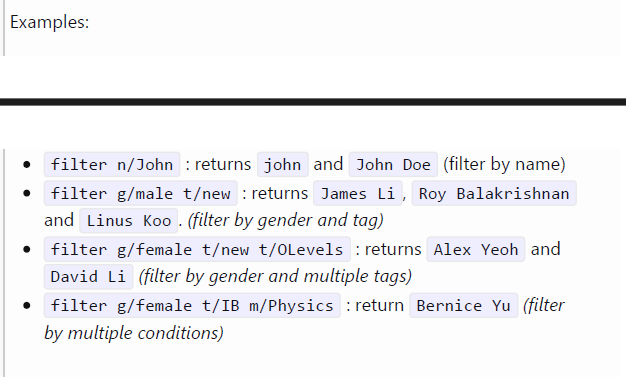 Examples:
• filter n/John : returns john and John Doe (filter by name)
• filter g/male t/new : returns James Li , Roy Balakrishnan
and Linus Koo . (filter by gender and tag)
• filter g/female t/new t/OLevels : returns Alex Yeoh and
David Li (filter by gender and multiple tags)
• filter g/female t/IB m/Physics : return Bernice Yu (filter
by multiple conditions)